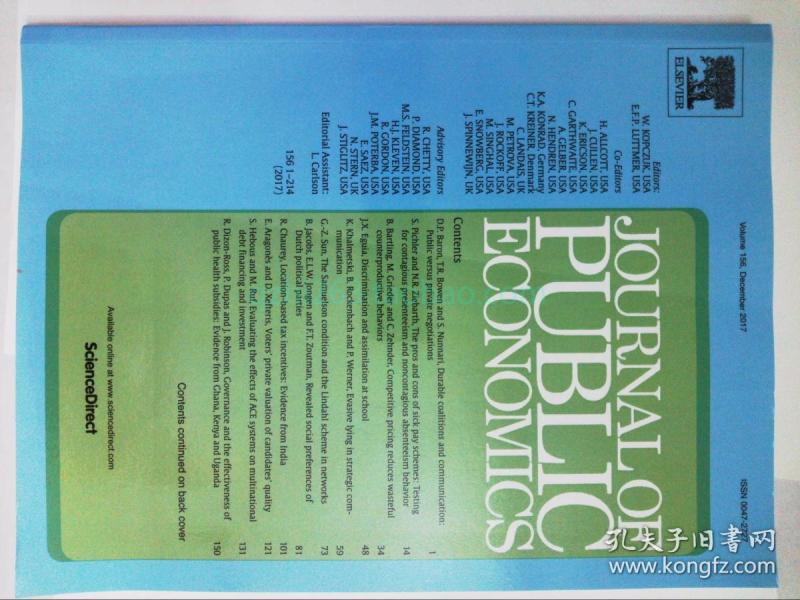 Volume 156, December 2017
ISSN 0047-2727
ELSEVIER
JOURNAL OF
PUBLIC
ECONOMICS
Editors:
W. KOPCZUK, USA
E.F.P. LUTTMER, USA
Co-Editors
H. ALLCOTT, USA
J. CULLEN, USA
K. ERICSON, USA
C. GARTHWAITE, USA
A. GELBER, USA
N. HENDREN, USA
K.A. KONRAD, Germany
C.T. KREINER, Denmark
C. LANDAIS, UK
M. PETROVA, USA
J. ROCKOFF, USA
M. SINGHAL, USA
E. SNOWBERG, USA
J. SPINNEWIJN, UK
Advisory Editors
R. CHETTY, USA
P. DIAMOND, USA
M.S. FELDSTEIN, USA
H.J. KLEVEN, USA
R. GORDON, USA
J.M. POTERBA, USA
E. SAEZ, USA
N. STERN, UK
J. STIGLITZ, USA
Editorial Assistant:
L. Carlson
156 1–214
(2017)
Contents
D.P. Baron, T.R. Bowen and S. Nunnari, Durable coalitions and communication:
Public versus private negotiations 1
S. Pichler and N.R. Ziebarth, The pros and cons of sick pay schemes: Testing
for contagious presenteeism and noncontagious absenteeism behavior 14
B. Bartling, M. Grieder and C. Zehnder, Competitive pricing reduces wasteful
counterproductive behaviors 34
J.X. Eguia, Discrimination and assimilation at school 48
K. Khalmetski, B. Rockenbach and P. Werner, Evasive lying in strategic com-
munication 59
G.-Z. Sun, The Samuelson condition and the Lindahl scheme in networks 73
B. Jacobs, E.L.W. Jongen and F.T. Zoutman, Revealed social preferences of
Dutch political parties 81
R. Chaurey, Location-based tax incentives: Evidence from India 101
E. Aragonès and D. Xefteris, Voters' private valuation of candidates' quality 121
S. Hebous and M. Ruf, Evaluating the effects of ACE systems on multinational
debt financing and investment 131
R. Dizon-Ross, P. Dupas and J. Robinson, Governance and the effectiveness of
public health subsidies: Evidence from Ghana, Kenya and Uganda 150
Contents continued on back cover
Available online at www.sciencedirect.com
ScienceDirect
孔夫子旧书网
www.kongfz.com